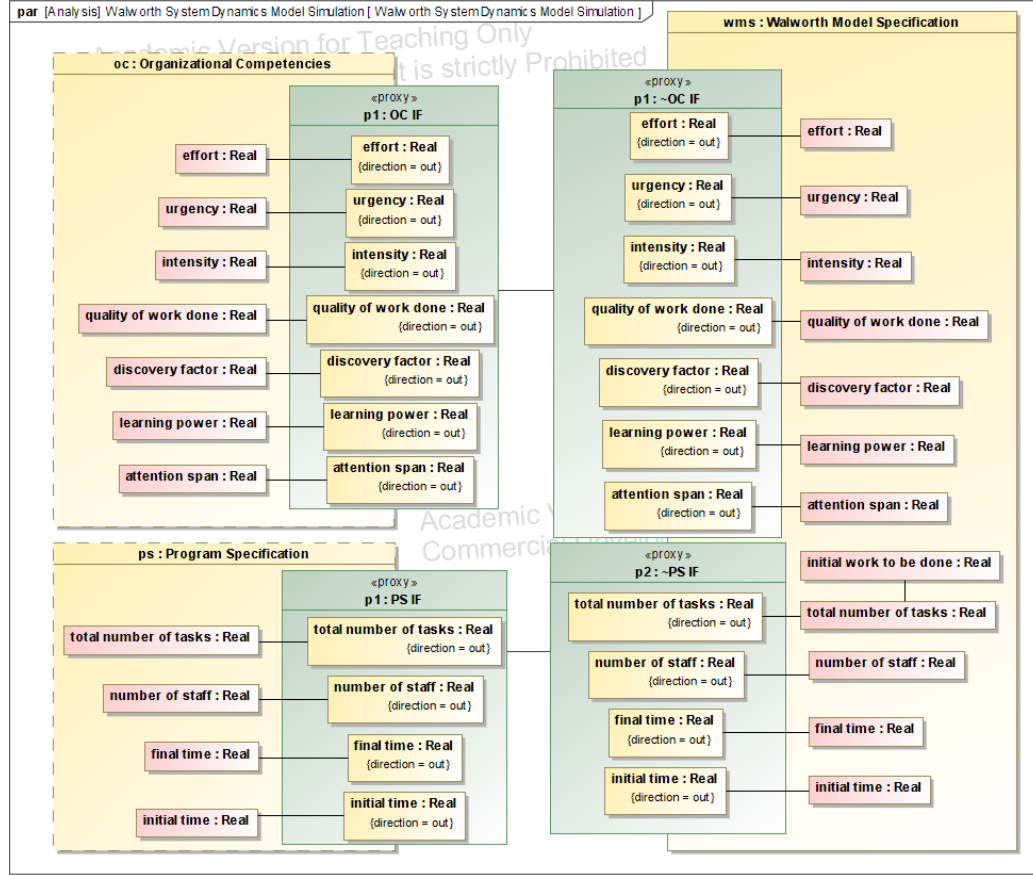 par [Analysis] Walworth System Dynamics Model Simulation [ Walworth System Dynamics Model Simulation ]
Academic Version for Teaching Only
t is strictly Prohibited
oc : Organizational Competencies
«proxy»
p1 : OC IF
effort : Real
effort : Real
{direction = out}
urgency : Real
urgency : Real
{direction = out}
intensity : Real
intensity : Real
{direction = out}
quality of work done : Real
quality of work done : Real
{direction = out}
discovery factor : Real
discovery factor : Real
{direction = out}
learning power : Real
learning power : Real
{direction = out}
attention span : Real
attention span : Real
{direction = out}
wms : Walworth Model Specification
«proxy»
p1 : ~OC IF
effort : Real
{direction = out}
effort : Real
urgency : Real
{direction = out}
urgency : Real
intensity : Real
{direction = out}
intensity : Real
quality of work done : Real
{direction = out}
quality of work done : Real
discovery factor : Real
{direction = out}
discovery factor : Real
learning power : Real
{direction = out}
learning power : Real
attention span : Real
{direction = out}
attention span : Real
Academic V
Commercial Develop
ps : Program Specification
«proxy»
p1 : PS IF
total number of tasks : Real
total number of tasks : Real
{direction = out}
number of staff : Real
number of staff : Real
{direction = out}
final time : Real
final time : Real
{direction = out}
initial time : Real
initial time : Real
{direction = out}
«proxy»
p2 : ~PS IF
initial work to be done : Real
total number of tasks : Real
{direction = out}
total number of tasks : Real
number of staff : Real
{direction = out}
number of staff : Real
final time : Real
{direction = out}
final time : Real
initial time : Real
{direction = out}
initial time : Real